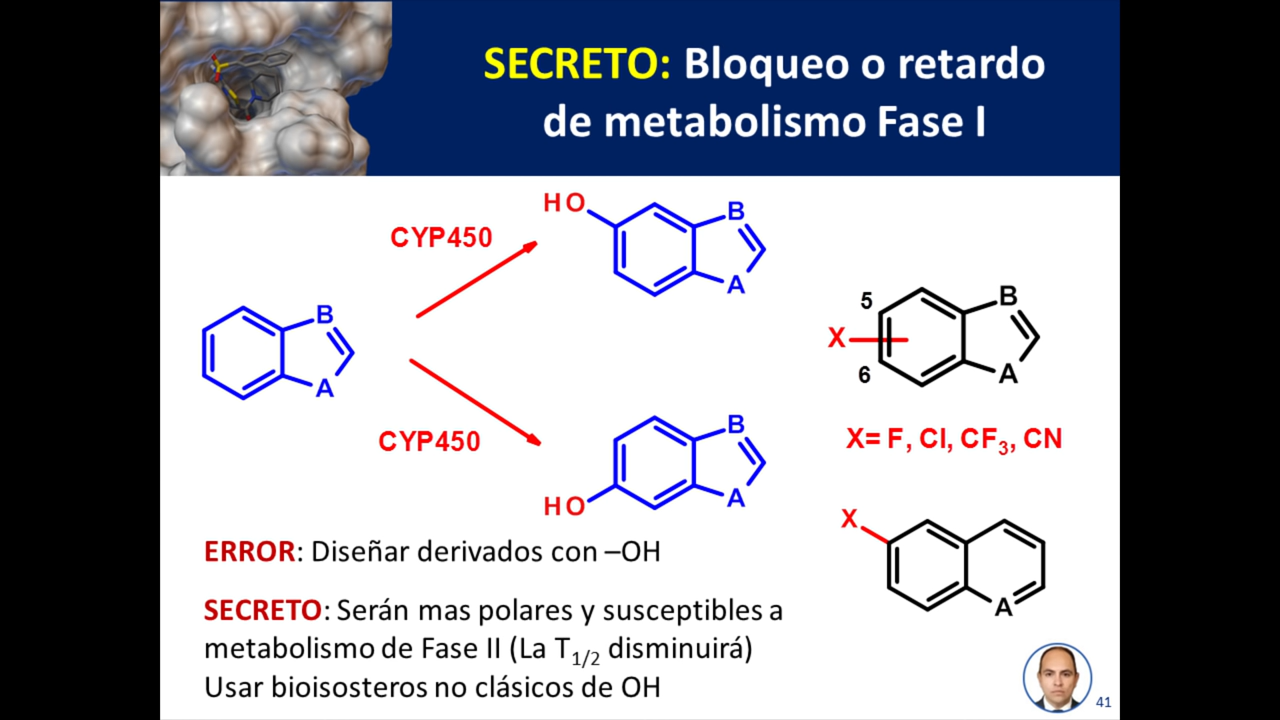 SECRETO: Bloqueo o retardo
de metabolismo Fase I
HO
B
A
CYP450
B
A
CYP450
B
A
HO
5
B
X
6
A
X= F, Cl, CF₃, CN
X
A
ERROR: Diseñar derivados con –OH
SECRETO: Serán mas polares y susceptibles a
metabolismo de Fase II (La T₁/₂ disminuirá)
Usar bioisosteros no clásicos de OH
41